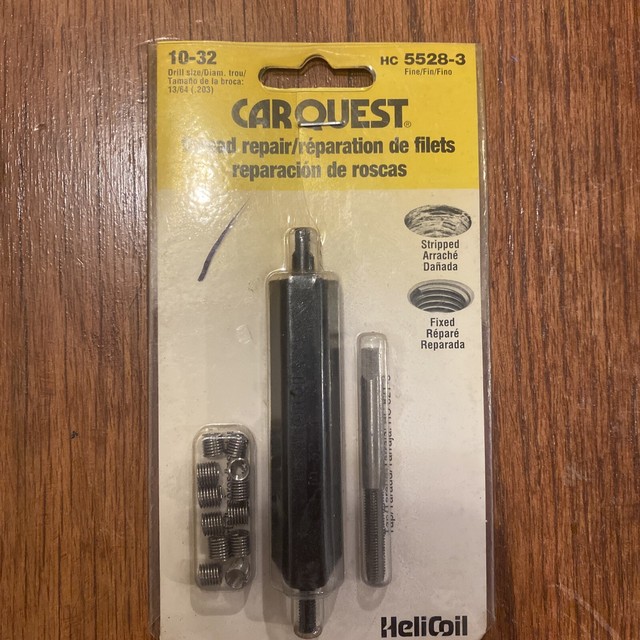 10-32
Drill size/Diam. trou/
Tamaño de la broca:
13/64 (.203)
HC 5528-3
Fine/Fin/Fino
CARQUEST®
repair/réparation de filets
reparación de roscas
Stripped
Arraché
Dañada
Fixed
Réparé
Reparada
HeliCoil